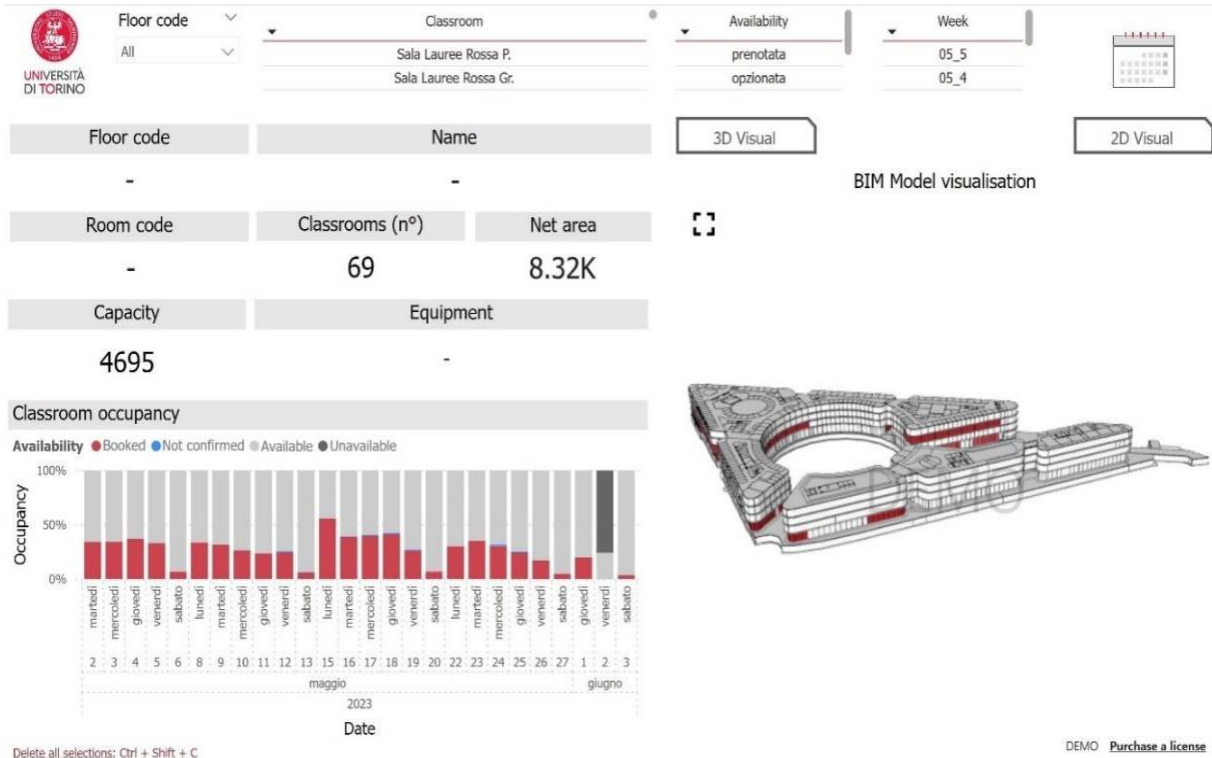 UNIVERSITÀ
DI TORINO
Floor code
All
Classroom
Sala Lauree Rossa P.
Sala Lauree Rossa Gr.
Availability
prenotata
opzionata
Week
05_5
05_4
Floor code Name
- -
Room code Classrooms (n°) Net area
- 69 8.32K
Capacity Equipment
4695 -
3D Visual 2D Visual
BIM Model visualisation
DEMO
Classroom occupancy
Availability Booked Not confirmed Available Unavailable
Occupancy
100%
50%
0%
martedì mercoledì giovedì venerdì sabato lunedì martedì mercoledì giovedì venerdì sabato lunedì martedì mercoledì giovedì venerdì sabato lunedì martedì mercoledì giovedì venerdì sabato giovedì venerdì sabato
2 3 4 5 6 8 9 10 11 12 13 15 16 17 18 19 20 22 23 24 25 26 27 1 2 3
maggio giugno
2023
Date
Delete all selections: Ctrl + Shift + C
DEMO Purchase a license